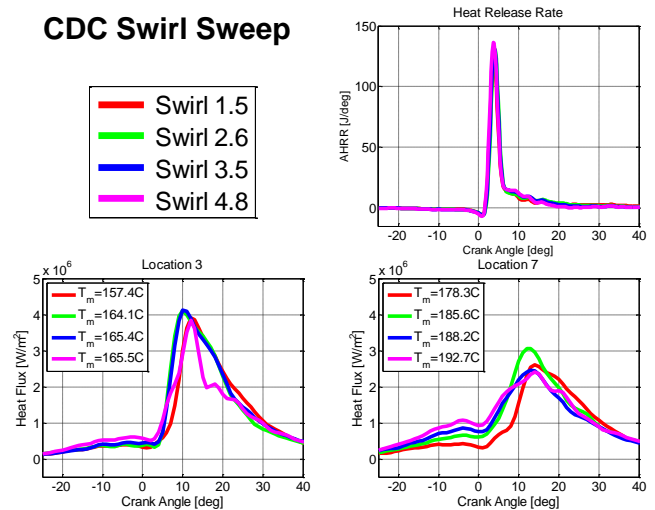 CDC Swirl Sweep
Swirl 1.5
Swirl 2.6
Swirl 3.5
Swirl 4.8
Heat Release Rate
AHRR [J/deg]
150
100
50
0
-20 -10 0 10 20 30 40
Crank Angle [deg]
Location 3
x 10^6
Heat Flux [W/m^2]
5
4
3
2
1
0
T_m=157.4C
T_m=164.1C
T_m=165.4C
T_m=165.5C
-20 -10 0 10 20 30 40
Crank Angle [deg]
Location 7
x 10^6
Heat Flux [W/m^2]
5
4
3
2
1
0
T_m=178.3C
T_m=185.6C
T_m=188.2C
T_m=192.7C
-20 -10 0 10 20 30 40
Crank Angle [deg]